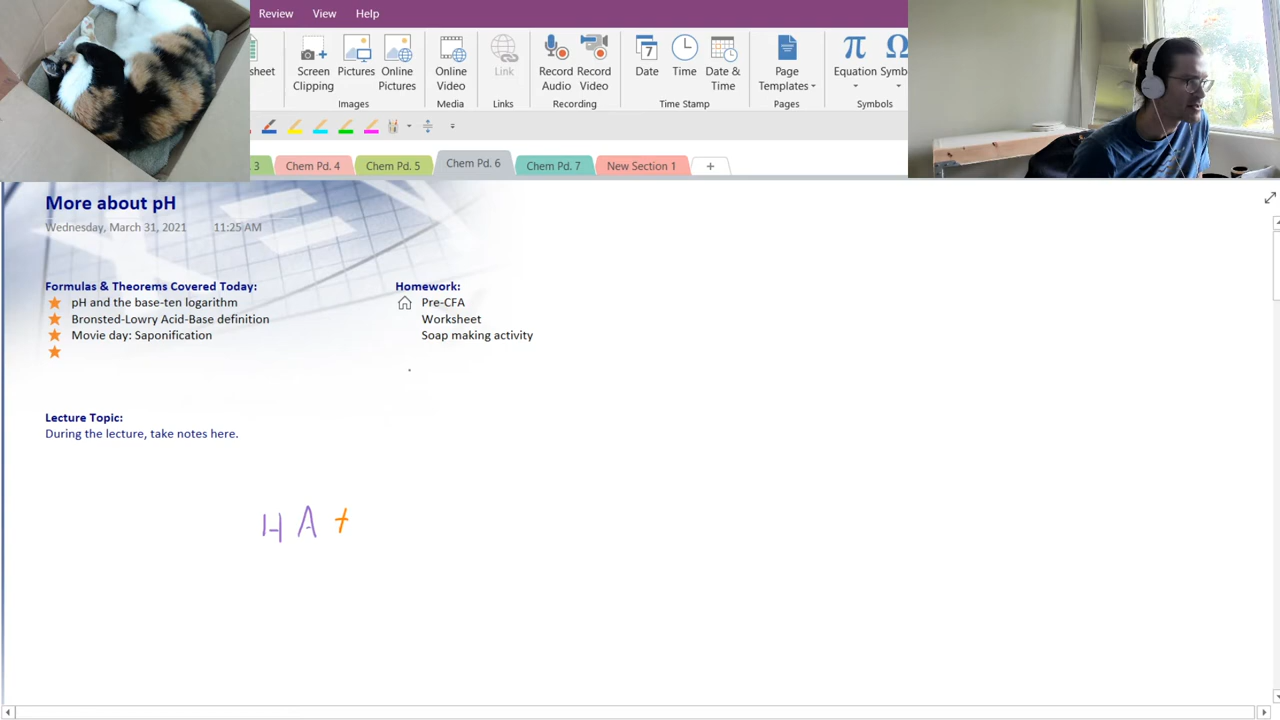 Review View Help
sheet Screen Clipping Pictures Online Pictures Online Video Link Record Audio Record Video 7 Date Time Date & Time Page Templates π Equation Ω Symb
Images Media Links Recording Time Stamp Pages Symbols
3 Chem Pd. 4 Chem Pd. 5 Chem Pd. 6 Chem Pd. 7 New Section 1 +
More about pH
Wednesday, March 31, 2021 11:25 AM
Formulas & Theorems Covered Today: Homework:
pH and the base-ten logarithm Pre-CFA
Bronsted-Lowry Acid-Base definition Worksheet
Movie day: Saponification Soap making activity
Lecture Topic:
During the lecture, take notes here.
H A +